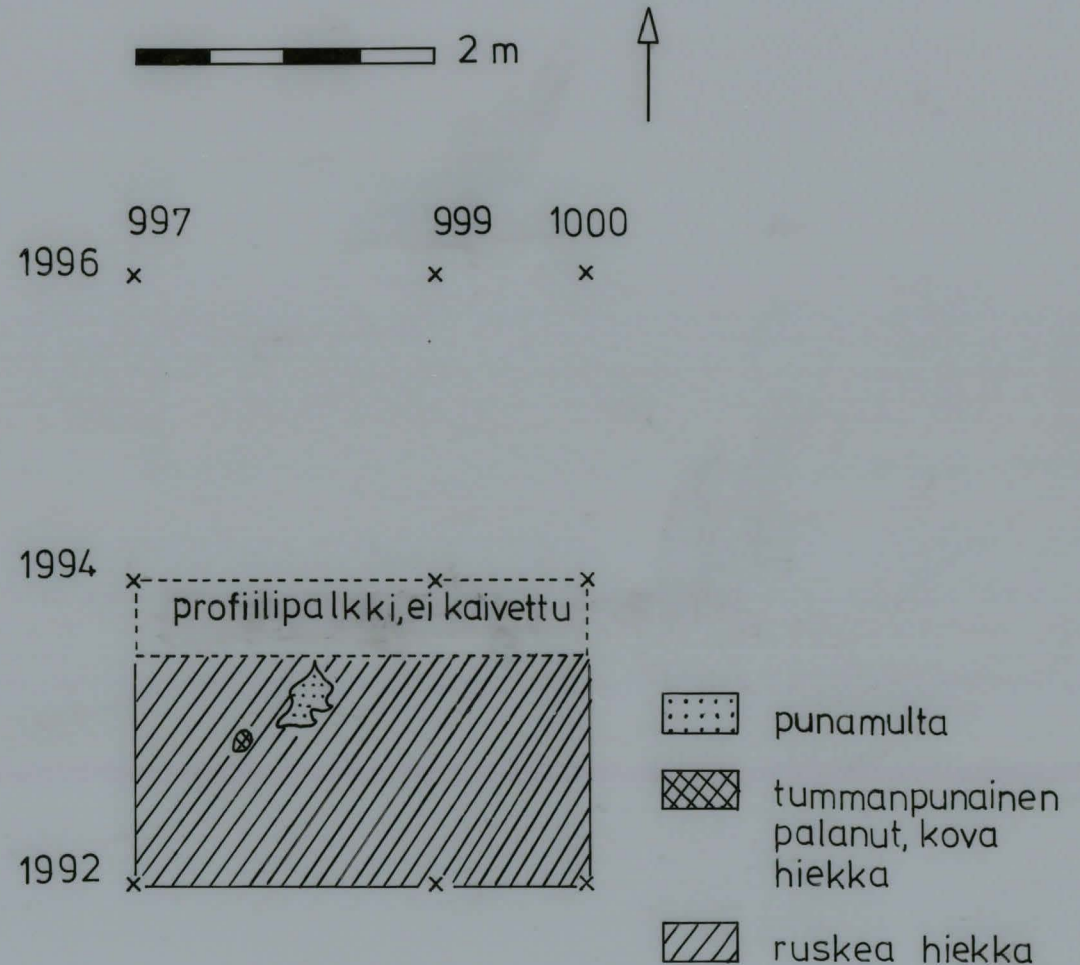 2 m
997 999 1000
1996
1994
profiilipalkki, ei kaivettu
punamulta
tummanpunainen
palanut, kova
hiekka
1992
ruskea hiekka